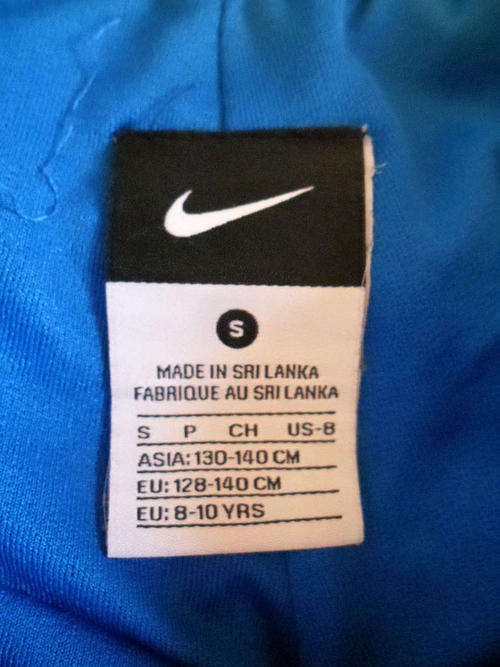 S
MADE IN SRI LANKA
FABRIQUE AU SRI LANKA
S P CH US-8
ASIA: 130-140 CM
EU: 128-140 CM
EU: 8-10 YRS